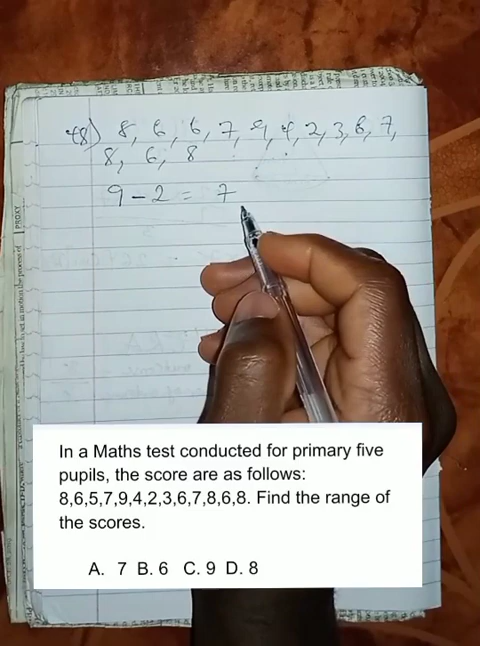 48) 8, 6, 6, 7, 9, 4, 2, 3, 6, 7,
8, 6, 8
9 - 2 = 7
PROXY
In a Maths test conducted for primary five
pupils, the score are as follows:
8,6,5,7,9,4,2,3,6,7,8,6,8. Find the range of
the scores.
A. 7 B. 6 C. 9 D. 8